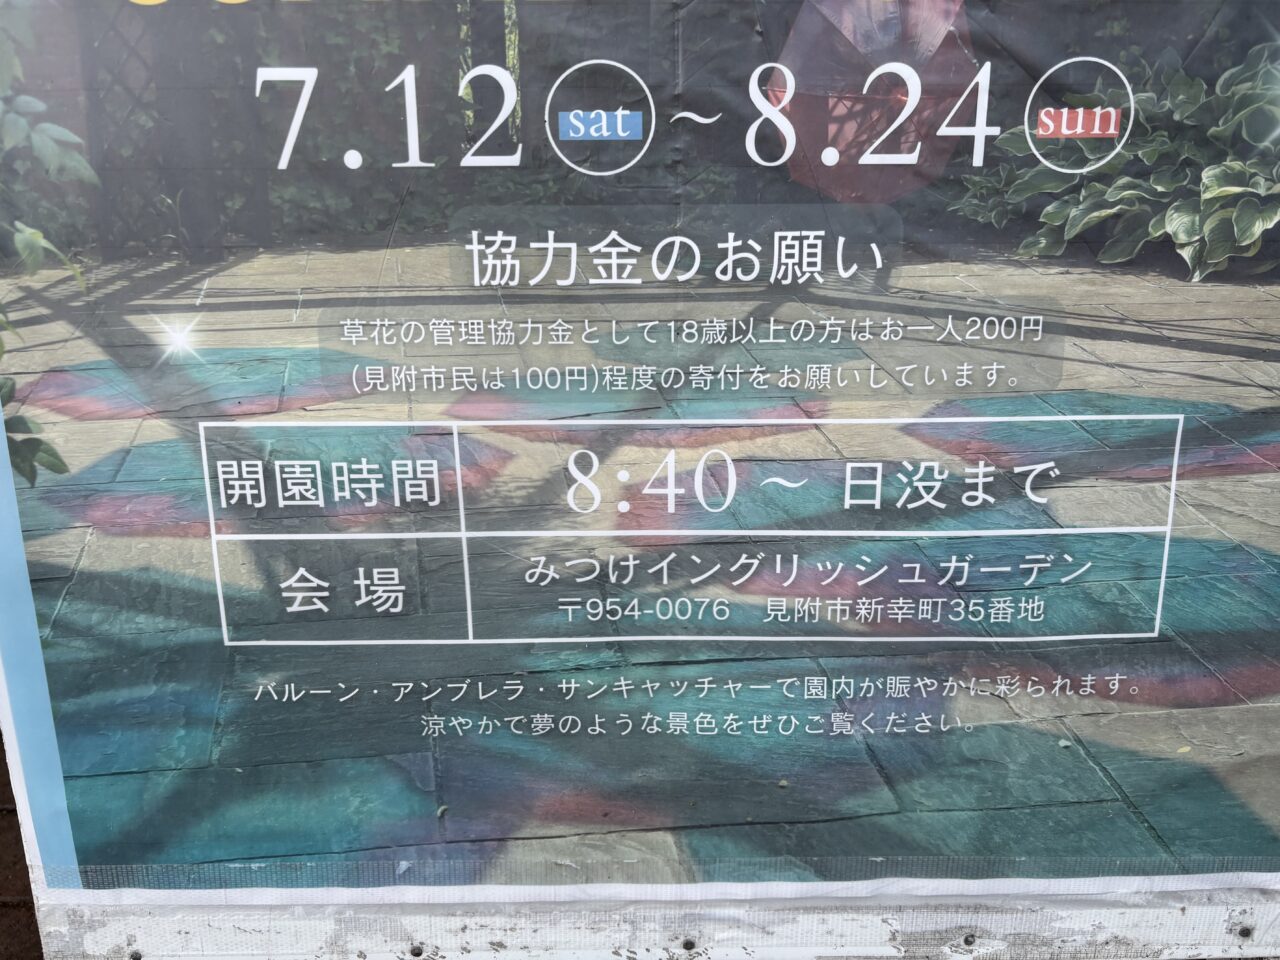 7.12 sat ～ 8.24 sun
協力金のお願い
草花の管理協力金として18歳以上の方はお一人200円
(見附市民は100円)程度の寄付をお願いしています。
開園時間 8:40 ～ 日没まで
会場 みつけイングリッシュガーデン
〒954-0076 見附市新幸町35番地
バルーン・アンブレラ・サンキャッチャーで園内が賑やかに彩られます。
涼やかで夢のような景色をぜひご覧ください。